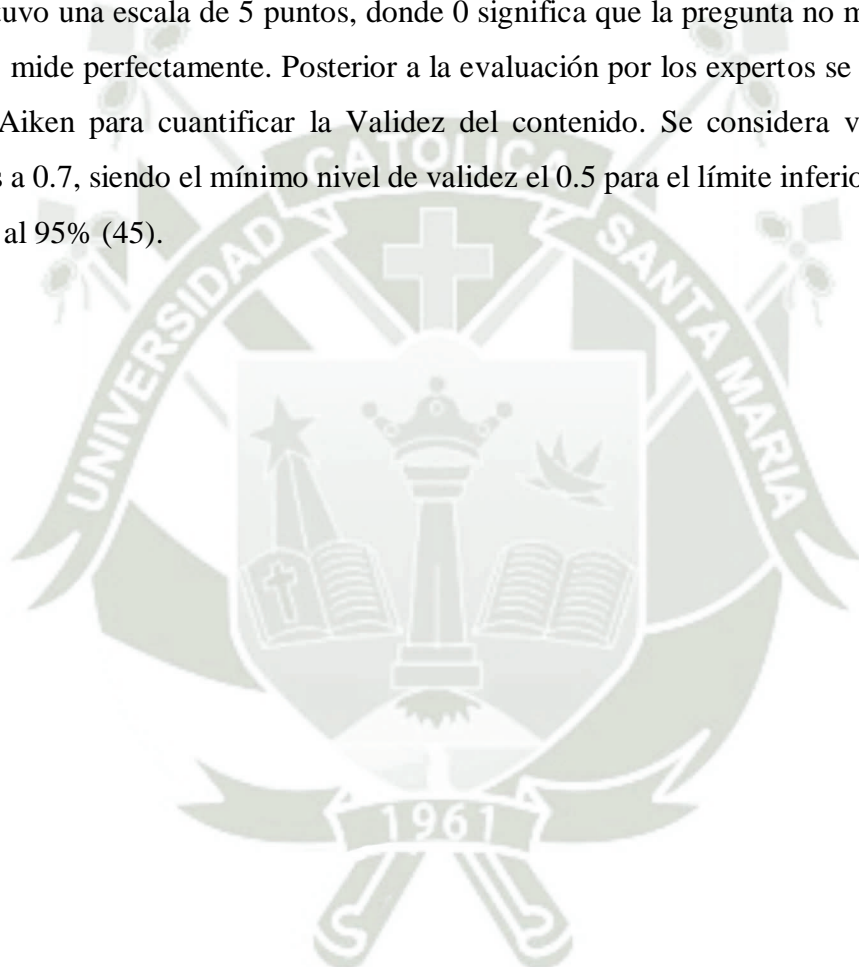 tuvo una escala de 5 puntos, donde 0 significa que la pregunta no
mide perfectamente. Posterior a la evaluación por los expertos se
Aiken para cuantificar la Validez del contenido. Se considera
a 0.7, siendo el mínimo nivel de validez el 0.5 para el límite
al 95% (45).
UNIVERSIDAD CATOLICA SANTA MARIA
1961